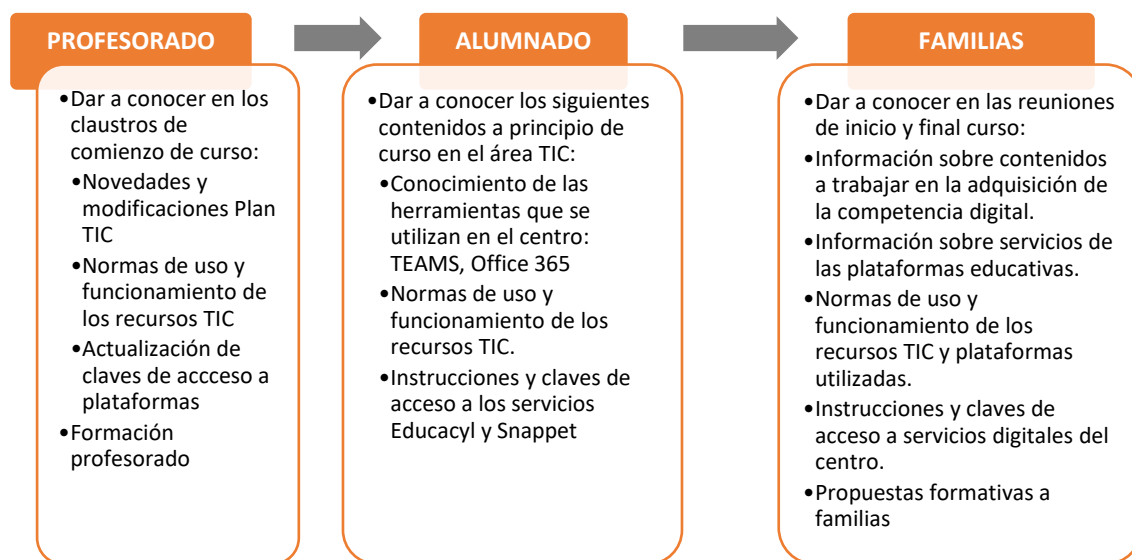 PROFESORADO
•Dar a conocer en los
claustros de
comienzo de curso:
•Novedades y
modificaciones Plan
TIC
•Normas de uso y
funcionamiento de
los recursos TIC
•Actualización de
claves de accceso a
plataformas
•Formación
profesorado
ALUMNADO
•Dar a conocer los siguientes
contenidos a principio de
curso en el área TIC:
•Conocimiento de las
herramientas que se
utilizan en el centro:
TEAMS, Office 365
•Normas de uso y
funcionamiento de los
recursos TIC.
•Instrucciones y claves de
acceso a los servicios
Educacyl y Snappet
FAMILIAS
•Dar a conocer en las reuniones
de inicio y final curso:
•Información sobre contenidos
a trabajar en la adquisición de
la competencia digital.
•Información sobre servicios de
las plataformas educativas.
•Normas de uso y
funcionamiento de los
recursos TIC y plataformas
utilizadas.
•Instrucciones y claves de
acceso a servicios digitales del
centro.
•Propuestas formativas a
familias